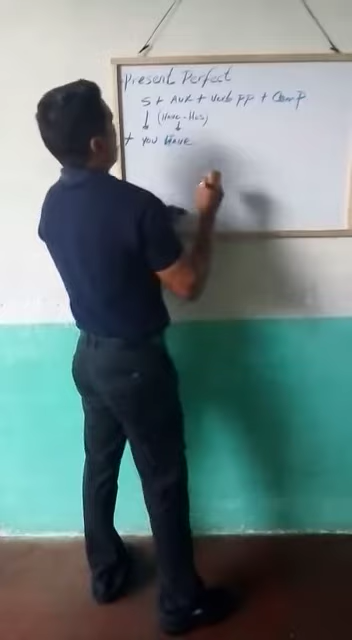 Present Perfect
S + Aux + Verb PP + Comp
(Have - Has)
+ You Have